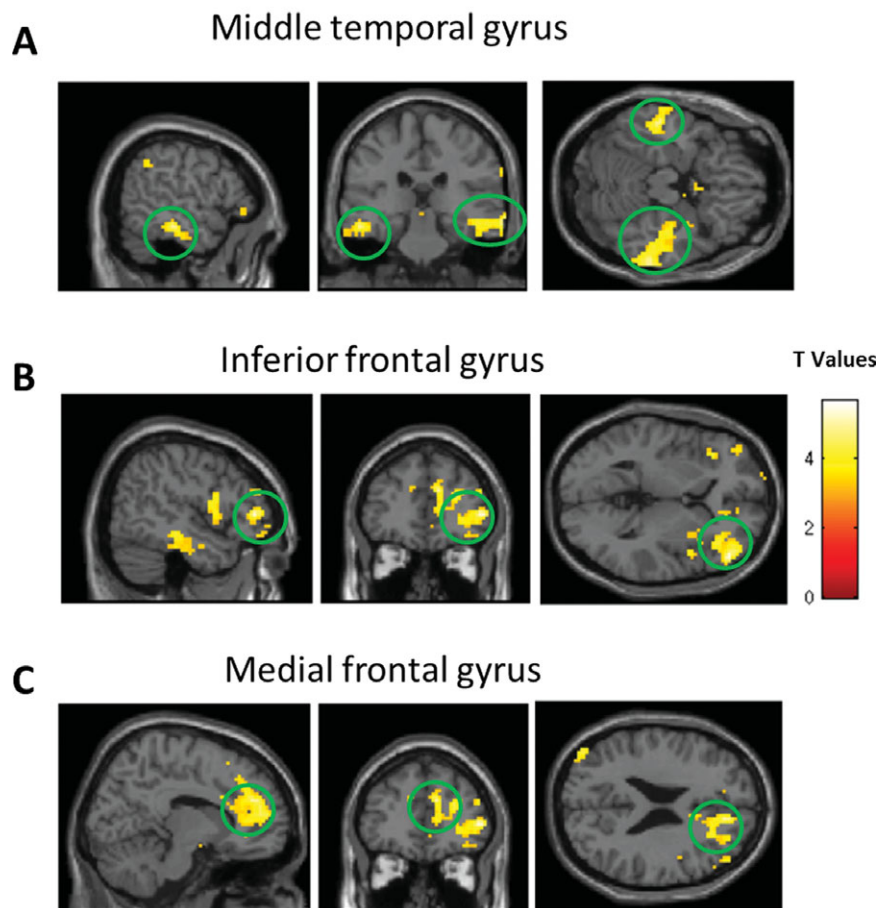 A
Middle temporal gyrus
B
Inferior frontal gyrus
T Values
4
2
0
C
Medial frontal gyrus